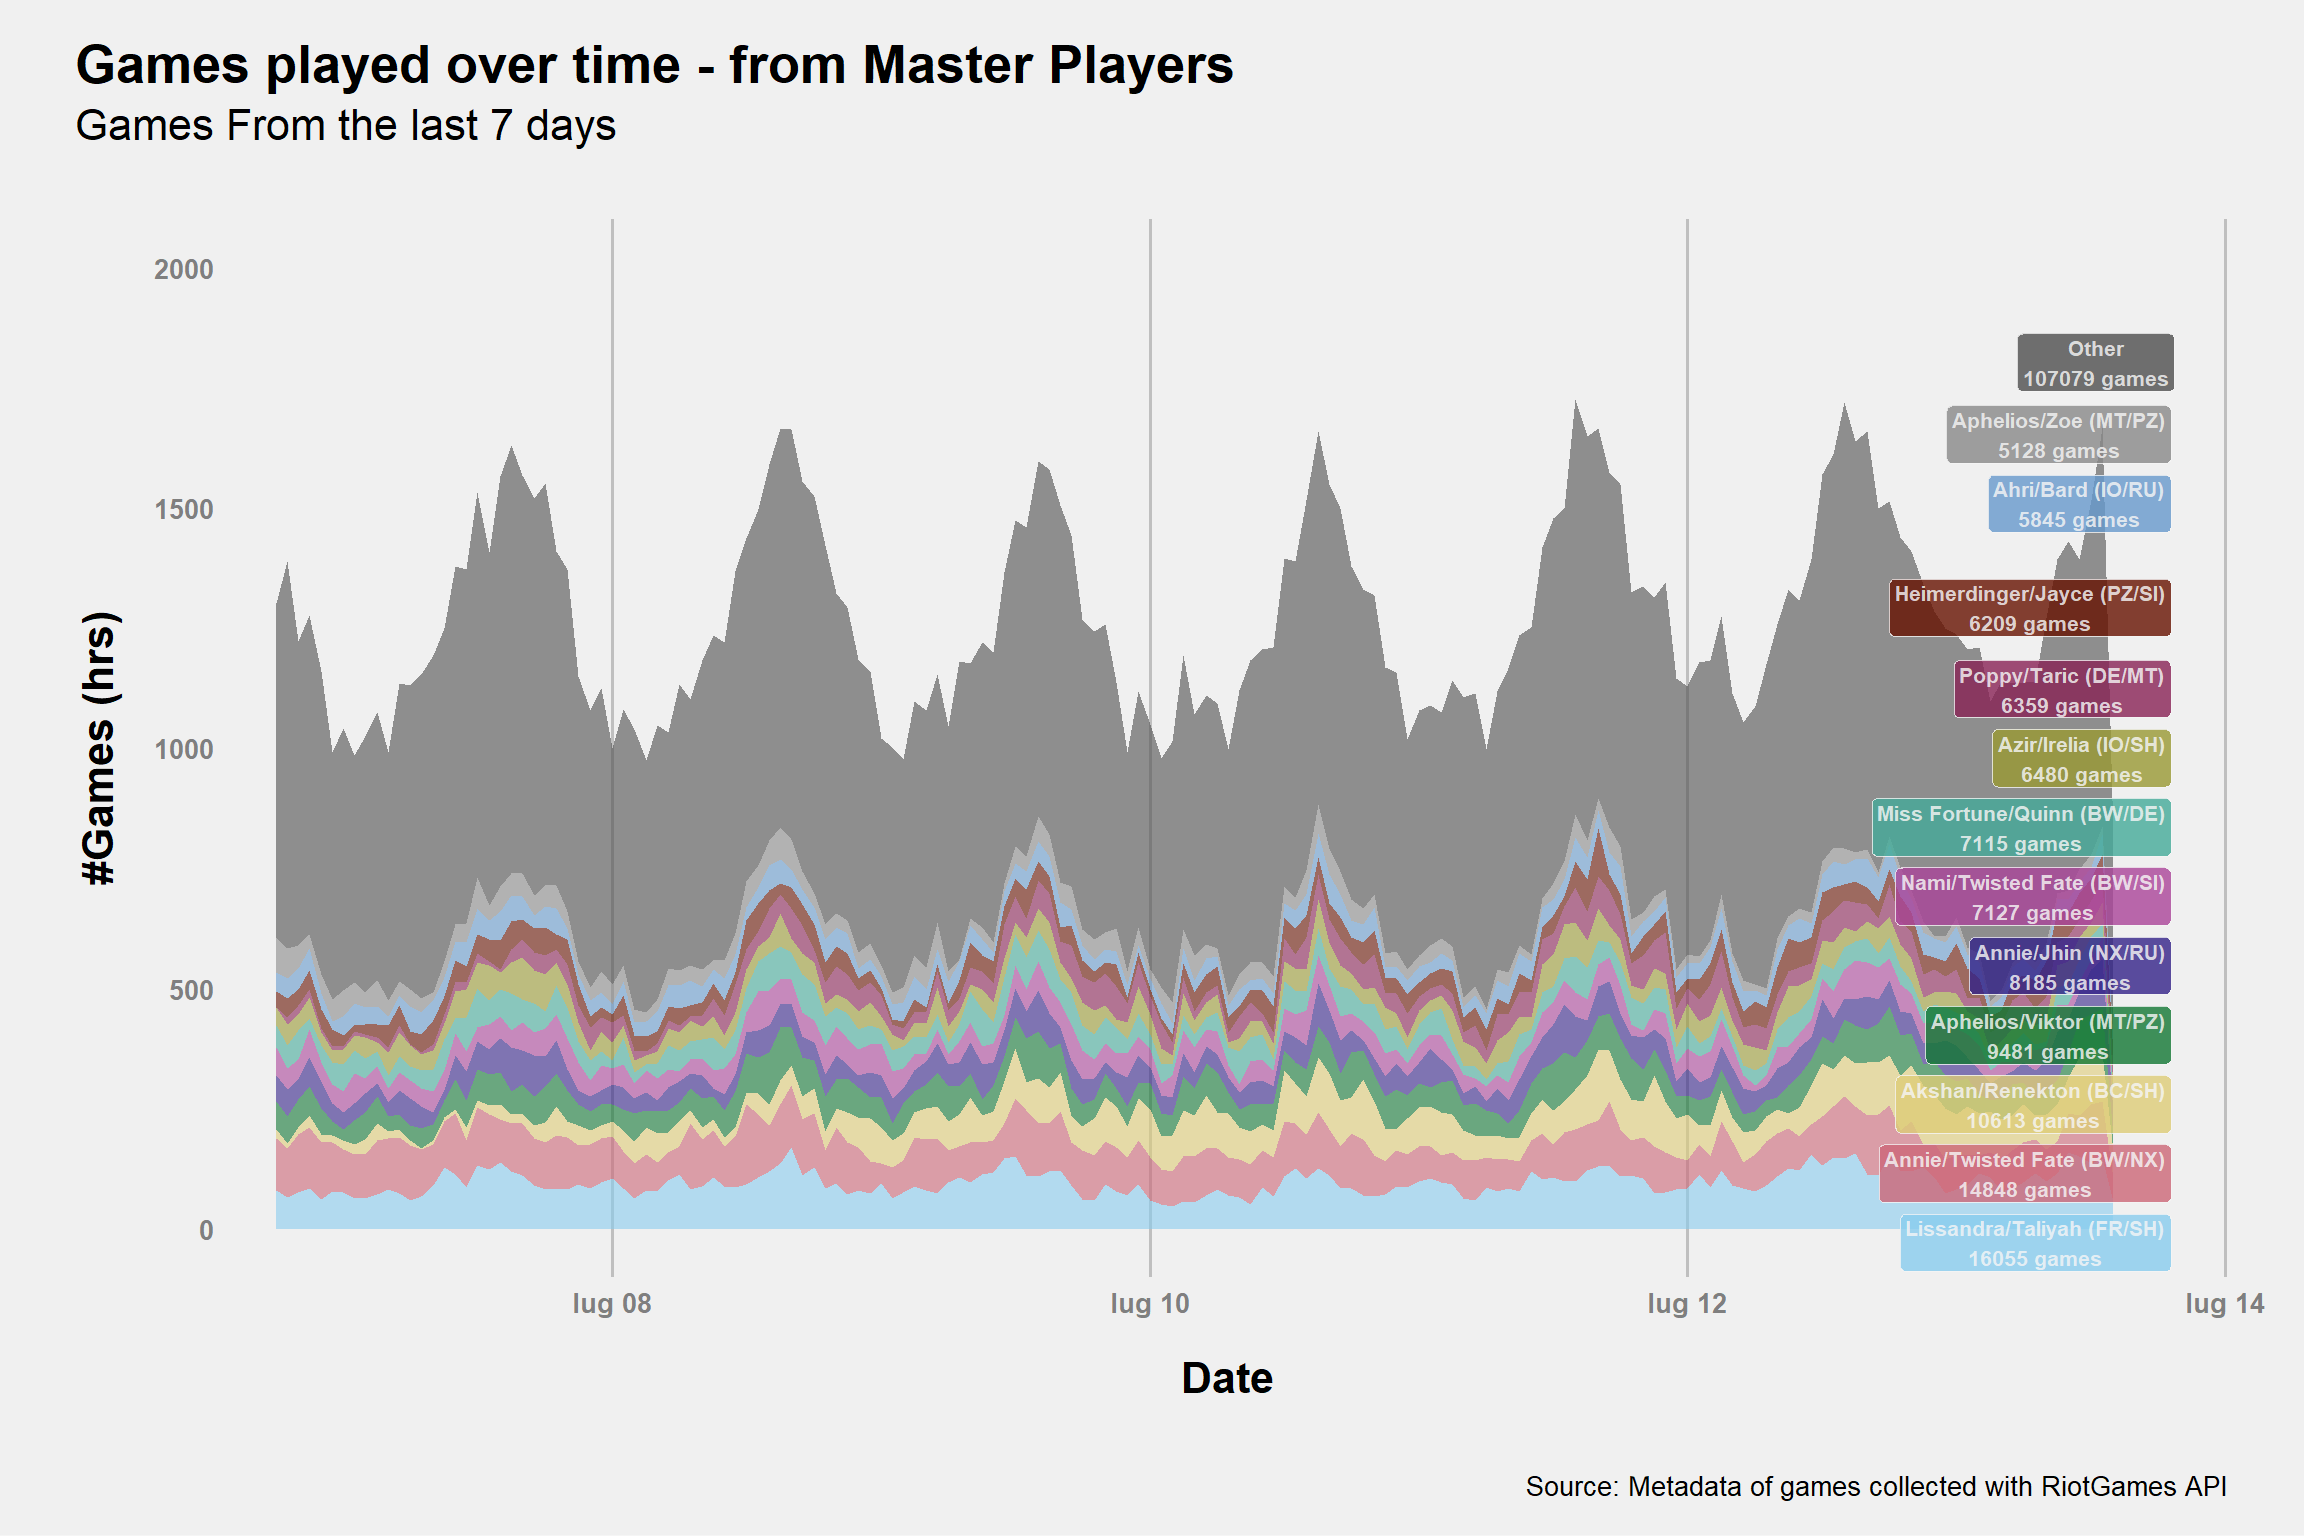 Games played over time - from Master Players
Games From the last 7 days
#Games (hrs)
2000
1500
1000
500
0
Other
107079 games
Aphelios/Zoe (MT/PZ)
5128 games
Ahri/Bard (IO/RU)
5845 games
Heimerdinger/Jayce (PZ/SI)
6209 games
Poppy/Taric (DE/MT)
6359 games
Azir/Irelia (IO/SH)
6480 games
Miss Fortune/Quinn (BW/DE)
7115 games
Nami/Twisted Fate (BW/SI)
7127 games
Annie/Jhin (NX/RU)
8185 games
Aphelios/Viktor (MT/PZ)
9481 games
Akshan/Renekton (BC/SH)
10613 games
Annie/Twisted Fate (BW/NX)
14848 games
Lissandra/Taliyah (FR/SH)
16055 games
lug 08
lug 10
lug 12
lug 14
Date
Source: Metadata of games collected with RiotGames API